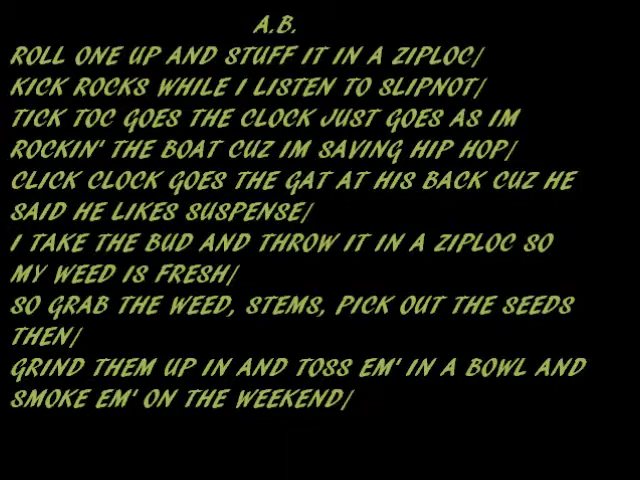 A.B.
ROLL ONE UP AND STUFF IT IN A ZIPLOC/
KICK ROCKS WHILE I LISTEN TO SLIPNOT/
TICK TOC GOES THE CLOCK JUST GOES AS IM
ROCKIN' THE BOAT CUZ IM SAVING HIP HOP/
CLICK CLOCK GOES THE GAT AT HIS BACK CUZ HE
SAID HE LIKES SUSPENSE/
I TAKE THE BUD AND THROW IT IN A ZIPLOC SO
MY WEED IS FRESH/
SO GRAB THE WEED, STEMS, PICK OUT THE SEEDS
THEN/
GRIND THEM UP IN AND TOSS EM' IN A BOWL AND
SMOKE EM' ON THE WEEKEND/